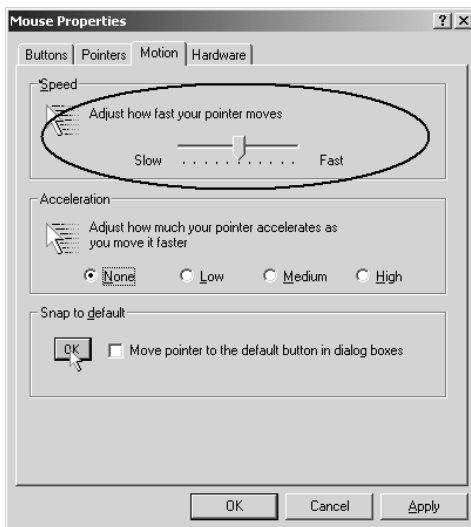 Mouse Properties
Buttons Pointers Motion Hardware
Speed
Adjust how fast your pointer moves
Slow Fast
Acceleration
Adjust how much your pointer accelerates as
you move it faster
None Low Medium High
Snap to default
OK Move pointer to the default button in dialog boxes
OK Cancel Apply